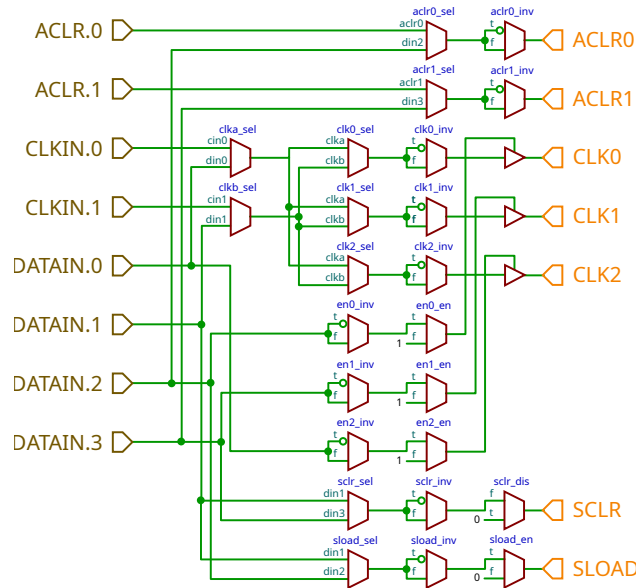 aclr0_sel aclr0_inv
ACLR.0 aclr0 t ACLR0
din2 f
aclr1_sel aclr1_inv
ACLR.1 aclr1 t ACLR1
din3 f
clka_sel clk0_sel clk0_inv
CLKIN.0 cin0 clka t CLK0
din0 clkb f
clkb_sel clk1_sel clk1_inv
CLKIN.1 cin1 clka t CLK1
din1 clkb f
clk2_sel clk2_inv
DATAIN.0 clka t CLK2
clkb f
en0_inv en0_en
DATAIN.1 t t
f 1 f
en1_inv en1_en
DATAIN.2 t t
f 1 f
en2_inv en2_en
DATAIN.3 t t
f 1 f
sclr_sel sclr_inv sclr_dis
din1 t f SCLR
din3 f 0 t
sload_sel sload_inv sload_en
din1 t t SLOAD
din2 f 0 f